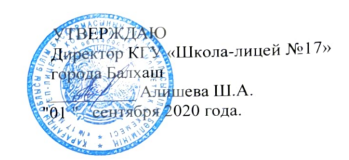 УТВЕРЖДАЮ
Директор КГУ «Школа-лицей №17»
города Балхаш
Алишева Ш.А.
"01" сентября 2020 года.